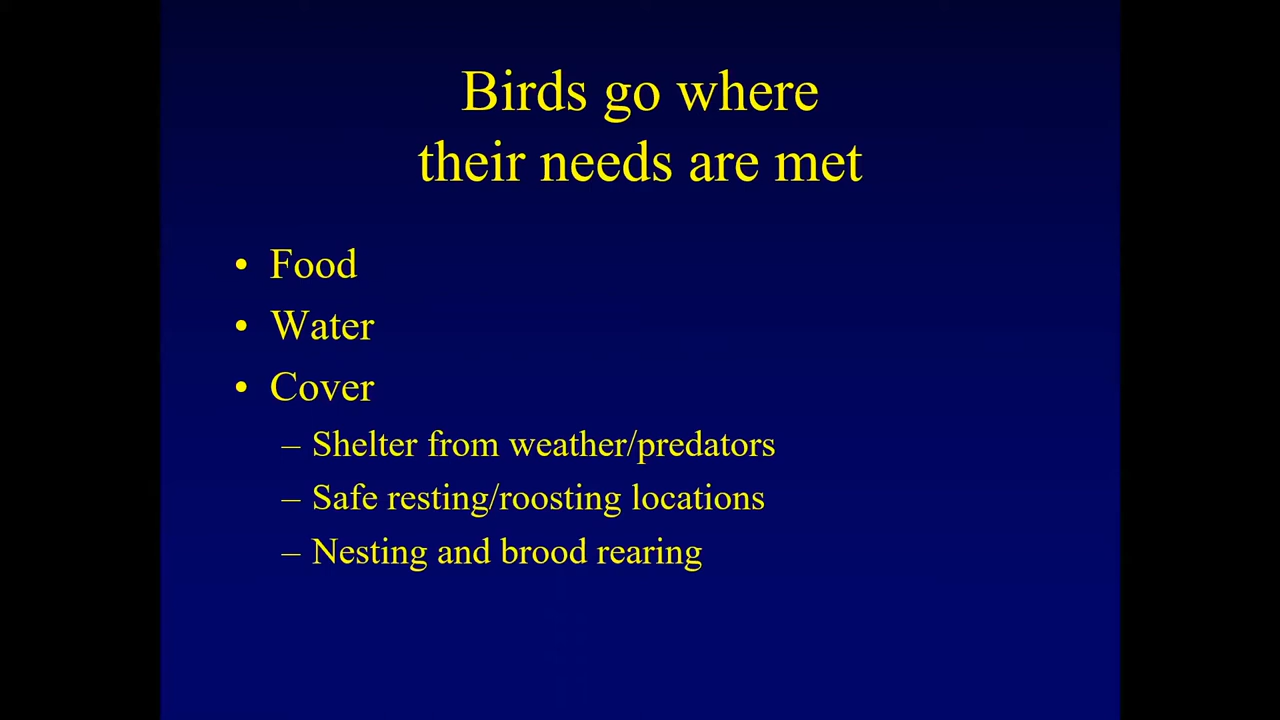 Birds go where
their needs are met
• Food
• Water
• Cover
– Shelter from weather/predators
– Safe resting/roosting locations
– Nesting and brood rearing